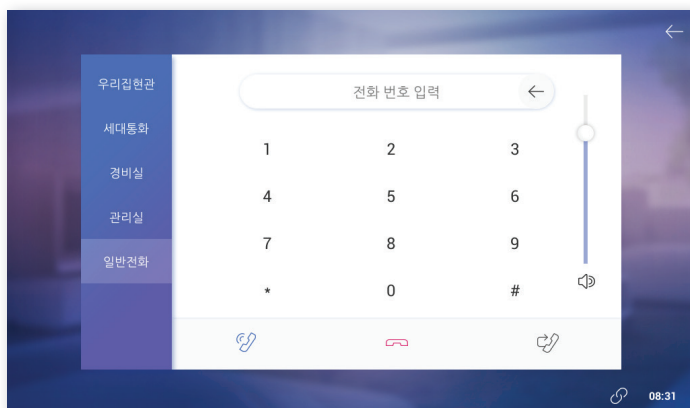 우리집현관
세대통화
경비실
관리실
일반전화
전화 번호 입력
1 2 3
4 5 6
7 8 9
* 0 #
08:31